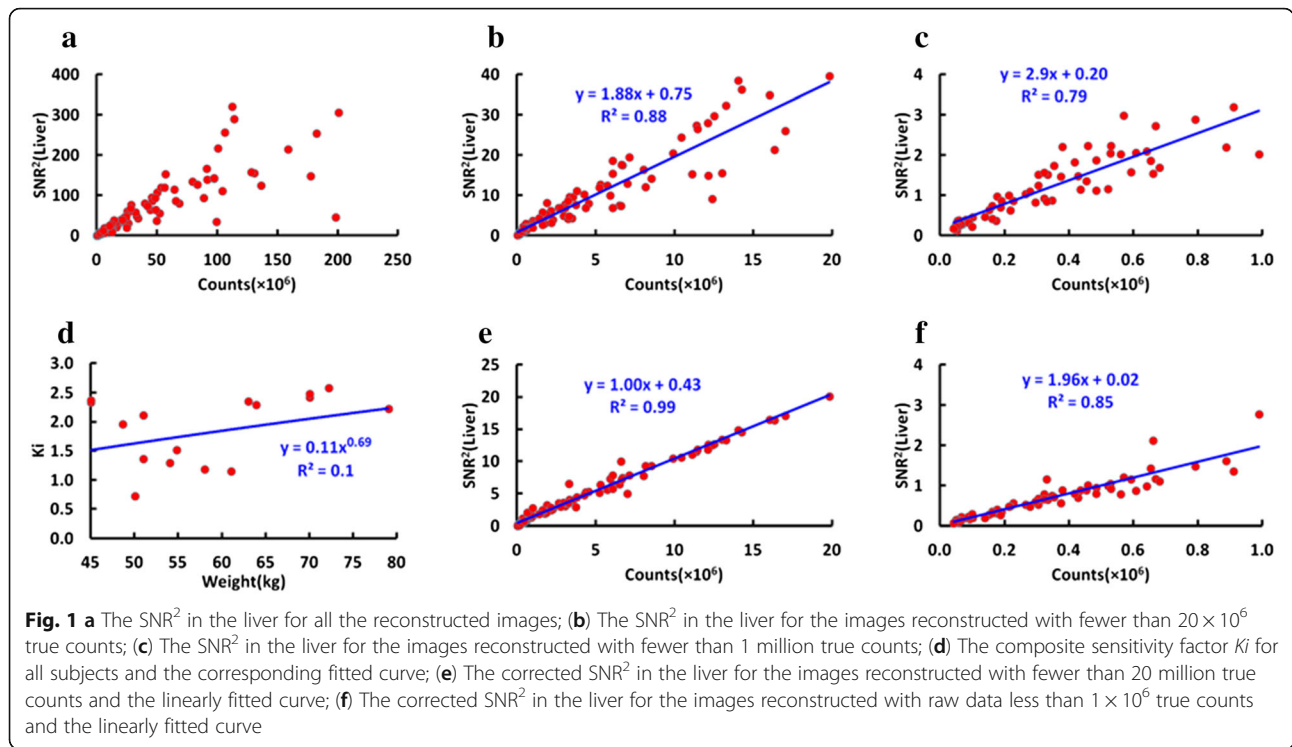 a
400
300
200
100
0
SNR²(Liver)
0 50 100 150 200 250
Counts(×10⁶)
b
40
30
20
10
0
SNR²(Liver)
y = 1.88x + 0.75
R² = 0.88
0 5 10 15 20
Counts(×10⁶)
c
4
3
2
1
0
SNR²(Liver)
y = 2.9x + 0.20
R² = 0.79
0.0 0.2 0.4 0.6 0.8 1.0
Counts(×10⁶)
d
3.0
2.5
2.0
1.5
1.0
0.5
0.0
Ki
y = 0.11x^0.69
R² = 0.1
45 50 55 60 65 70 75 80
Weight(kg)
e
25
20
15
10
5
0
SNR²(Liver)
y = 1.00x + 0.43
R² = 0.99
0 5 10 15 20
Counts(×10⁶)
f
4
3
2
1
0
SNR²(Liver)
y = 1.96x + 0.02
R² = 0.85
0.0 0.2 0.4 0.6 0.8 1.0
Counts(×10⁶)
Fig. 1 a The SNR² in the liver for all the reconstructed images; (b) The SNR² in the liver for the images reconstructed with fewer than 20 × 10⁶
true counts; (c) The SNR² in the liver for the images reconstructed with fewer than 1 million true counts; (d) The composite sensitivity factor Ki for
all subjects and the corresponding fitted curve; (e) The corrected SNR² in the liver for the images reconstructed with fewer than 20 million true
counts and the linearly fitted curve; (f) The corrected SNR² in the liver for the images reconstructed with raw data less than 1 × 10⁶ true counts
and the linearly fitted curve